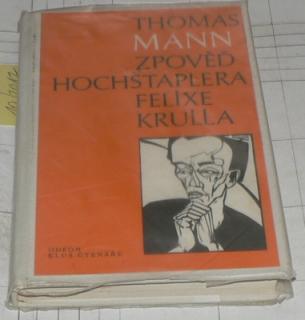 THOMAS
MANN
ZPOVĚĎ
HOCHŠTAPLERA
FELIXE
KRULLA
ODEON
KLUB ČTENÁŘŮ